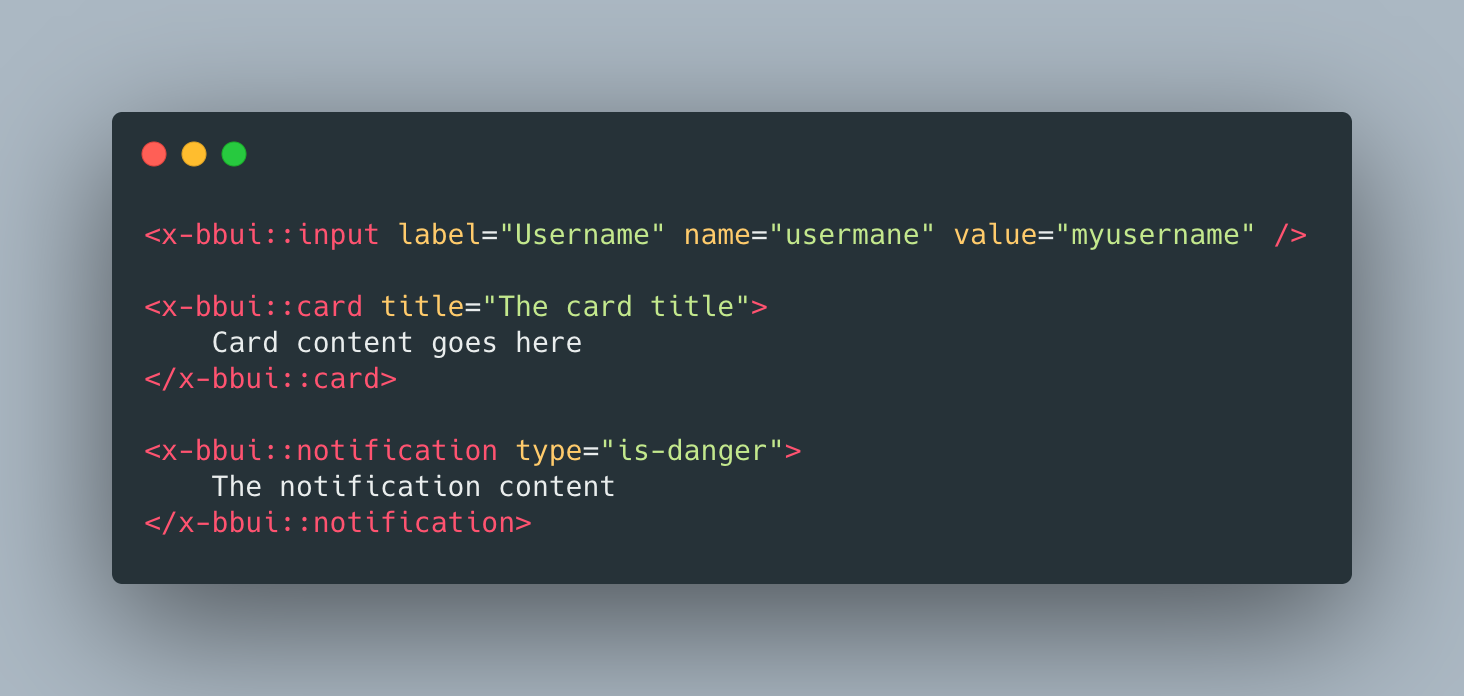 <x-bbui::input label="Username" name="usermane" value="myusername" />
<x-bbui::card title="The card title">
    Card content goes here
</x-bbui::card>
<x-bbui::notification type="is-danger">
    The notification content
</x-bbui::notification>